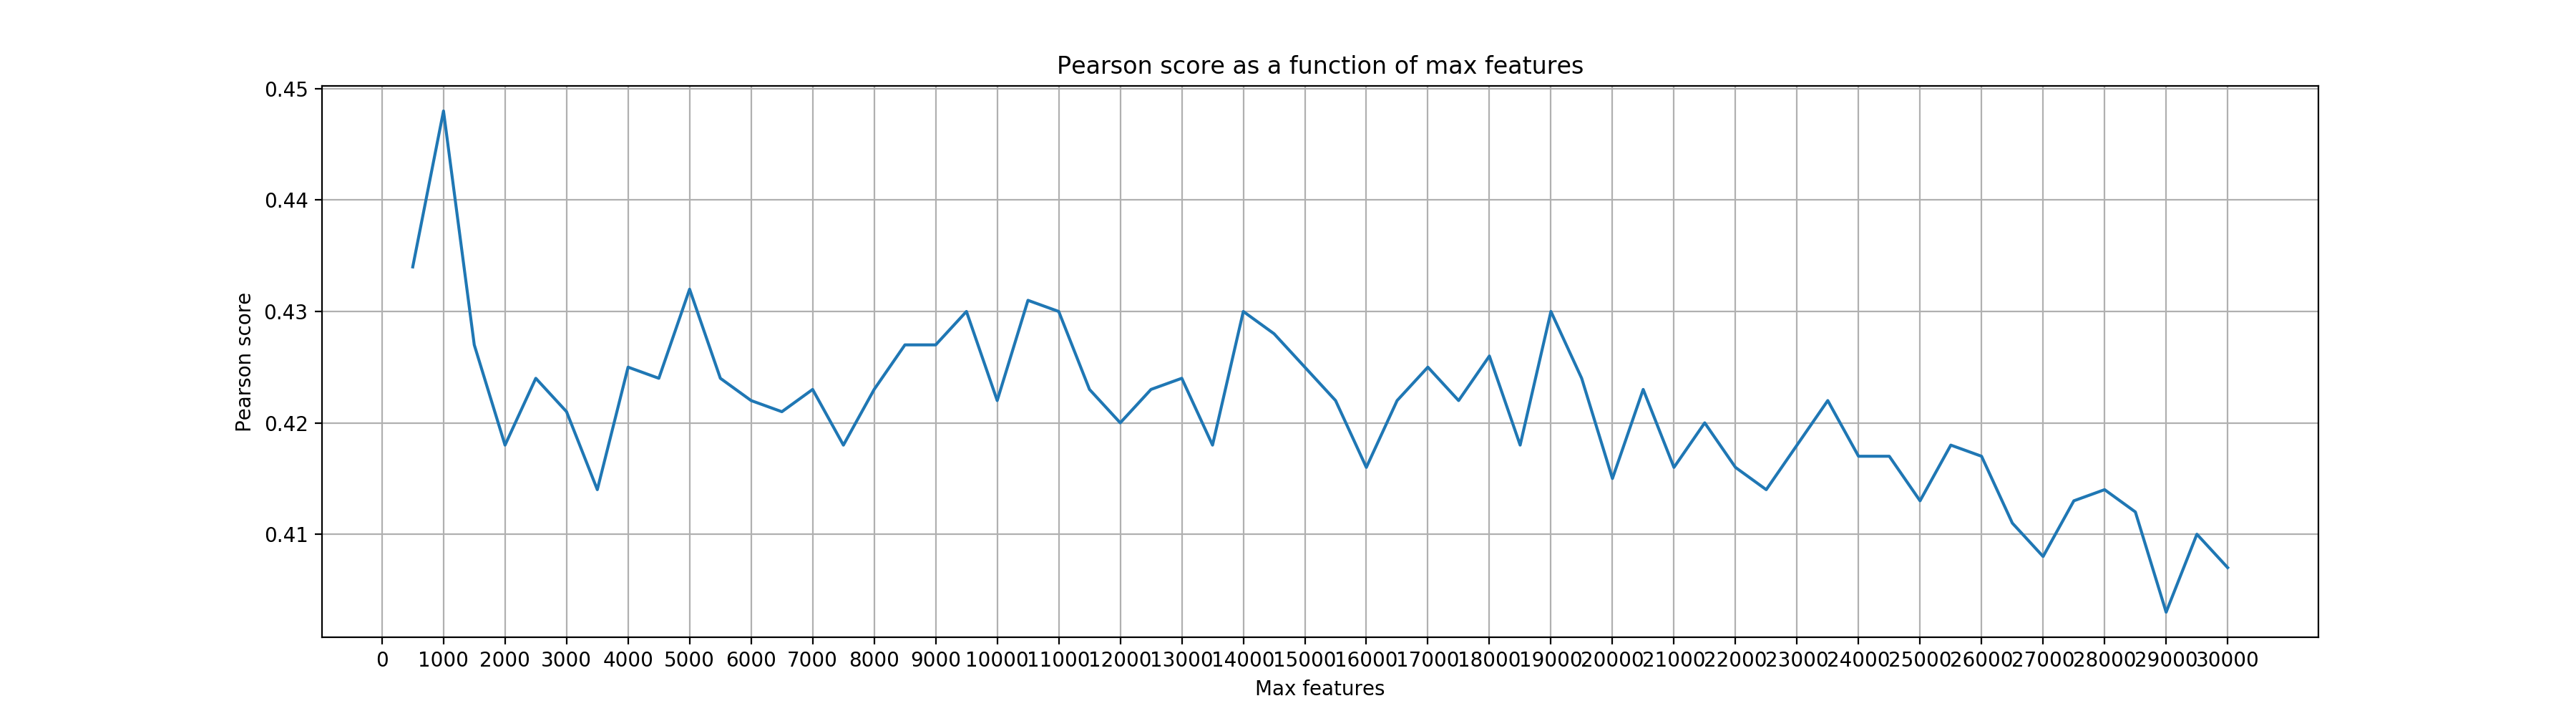 Pearson score as a function of max features
0.45
0.44
0.43
0.42
0.41
Pearson score
0 1000 2000 3000 4000 5000 6000 7000 8000 9000 10000 11000 12000 13000 14000 15000 16000 17000 18000 19000 20000 21000 22000 23000 24000 25000 26000 27000 28000 29000 30000
Max features